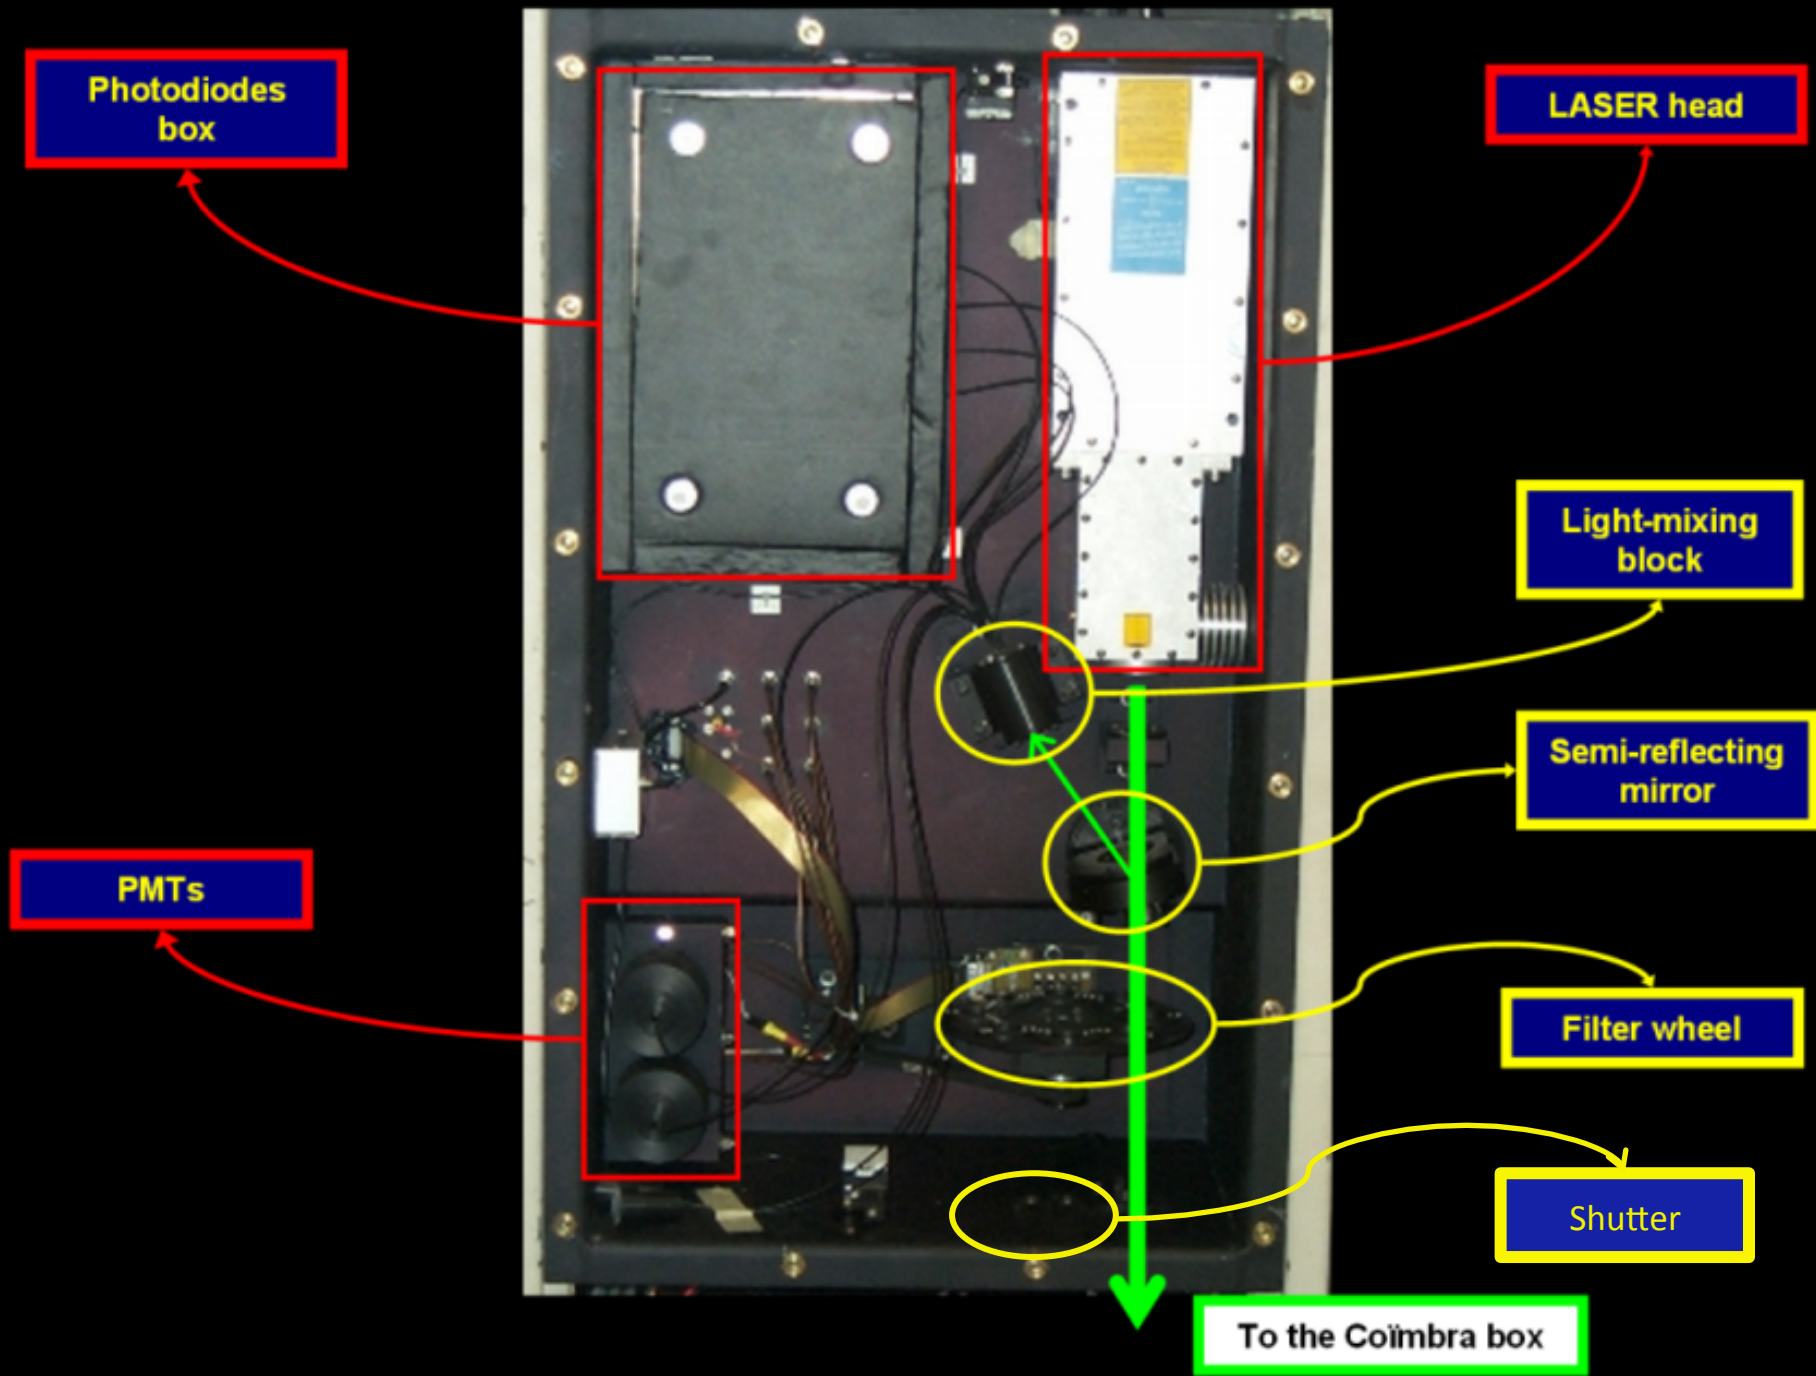 Photodiodes
box
LASER head
Light-mixing
block
Semi-reflecting
mirror
PMTs
Filter wheel
Shutter
To the Coïmbra box